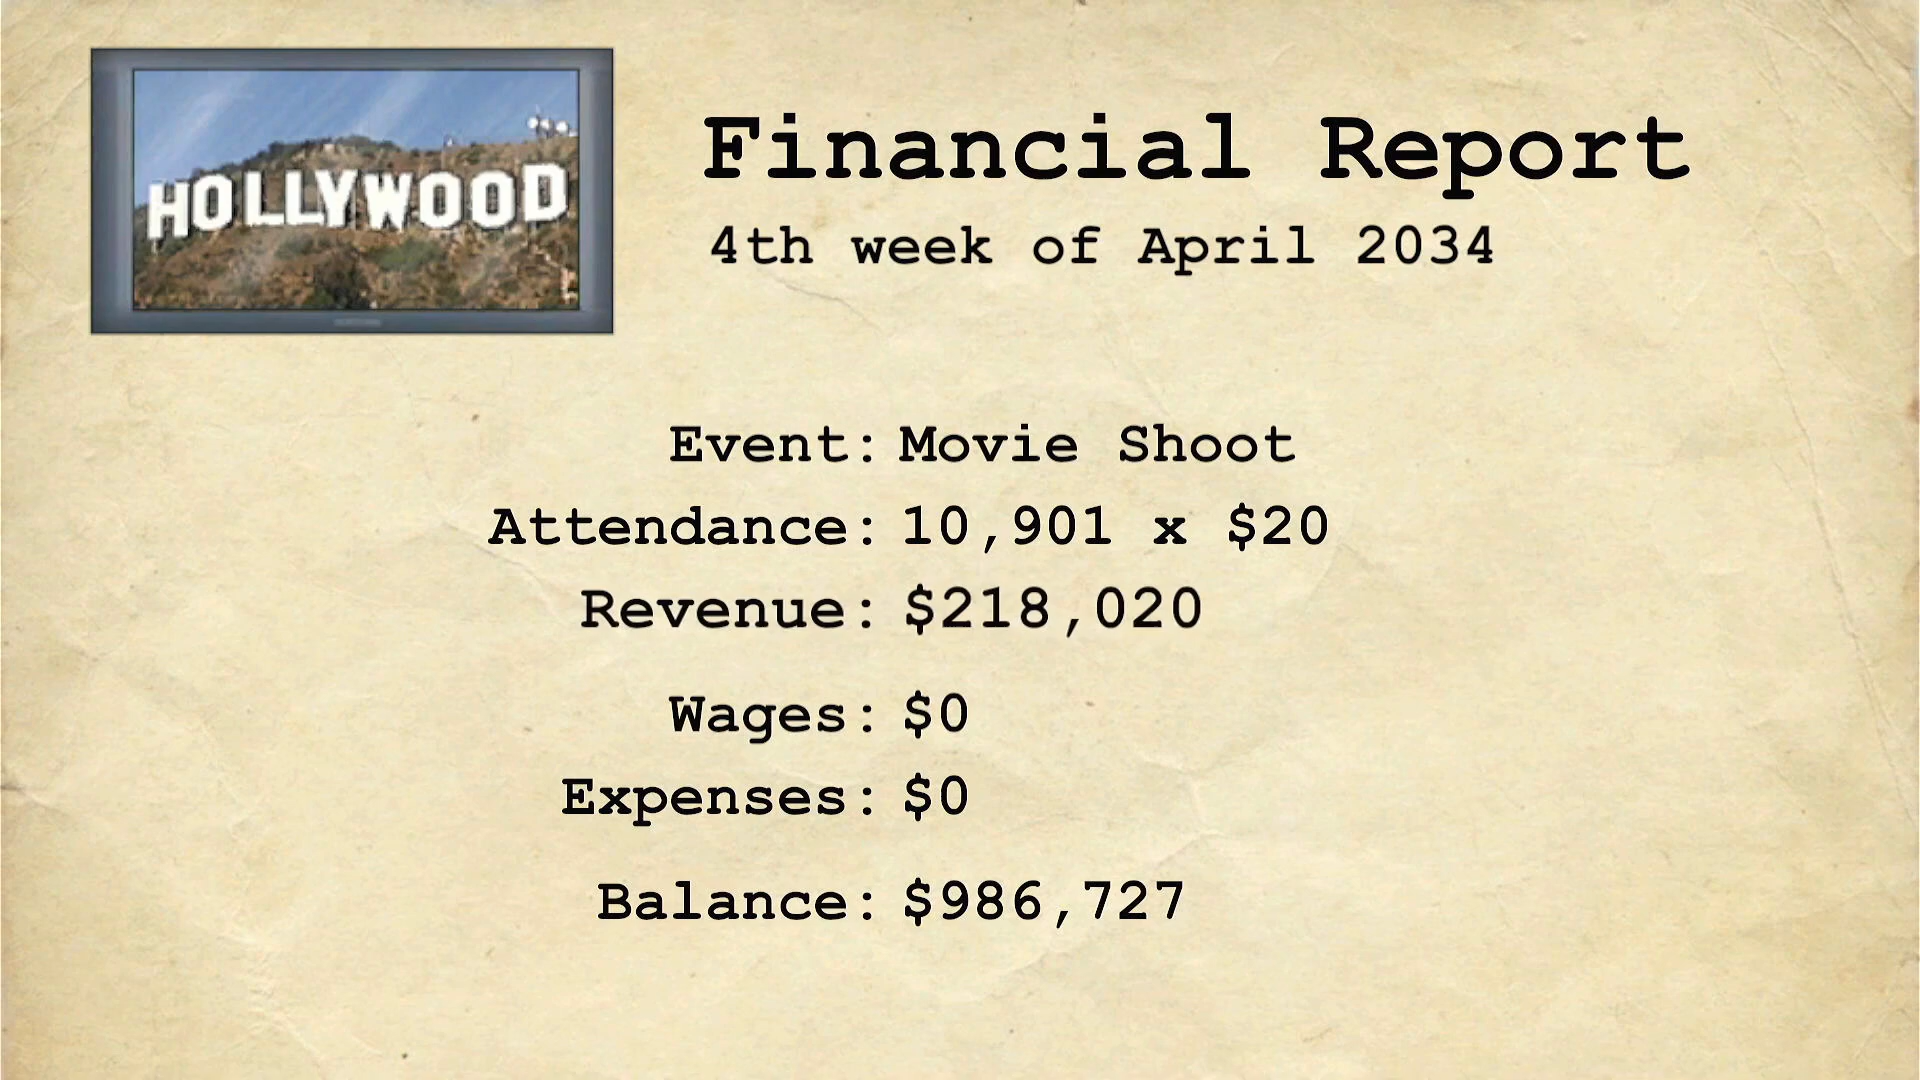 HOLLYWOOD
Financial Report
4th week of April 2034
Event: Movie Shoot
Attendance: 10,901 x $20
Revenue: $218,020
Wages: $0
Expenses: $0
Balance: $986,727